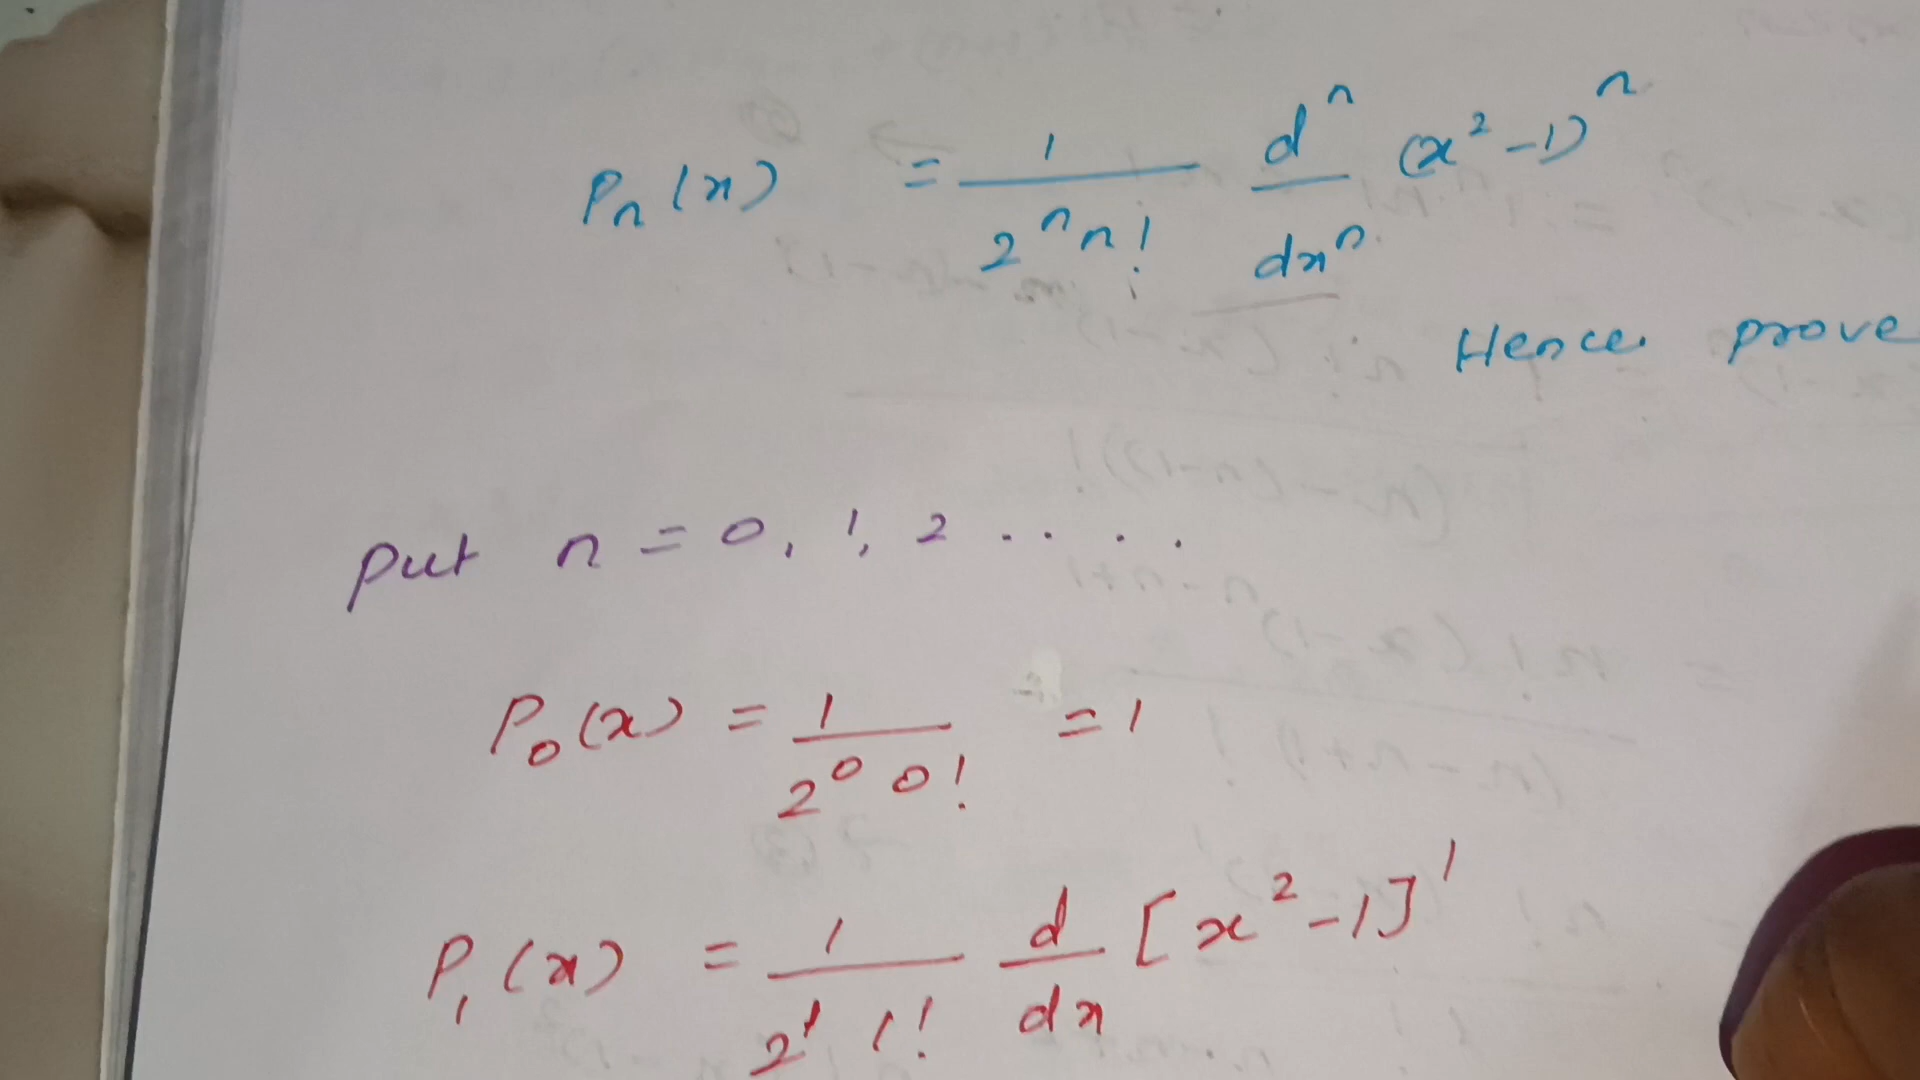 Pn(x) = 1/(2^n n!) d^n/dx^n (x² -1)^n
Hence prove
put n = 0, 1, 2 .....
P₀(x) = 1/(2^0 0!) = 1
P₁(x) = 1/(2^1 1!) d/dx [x² -1]^1